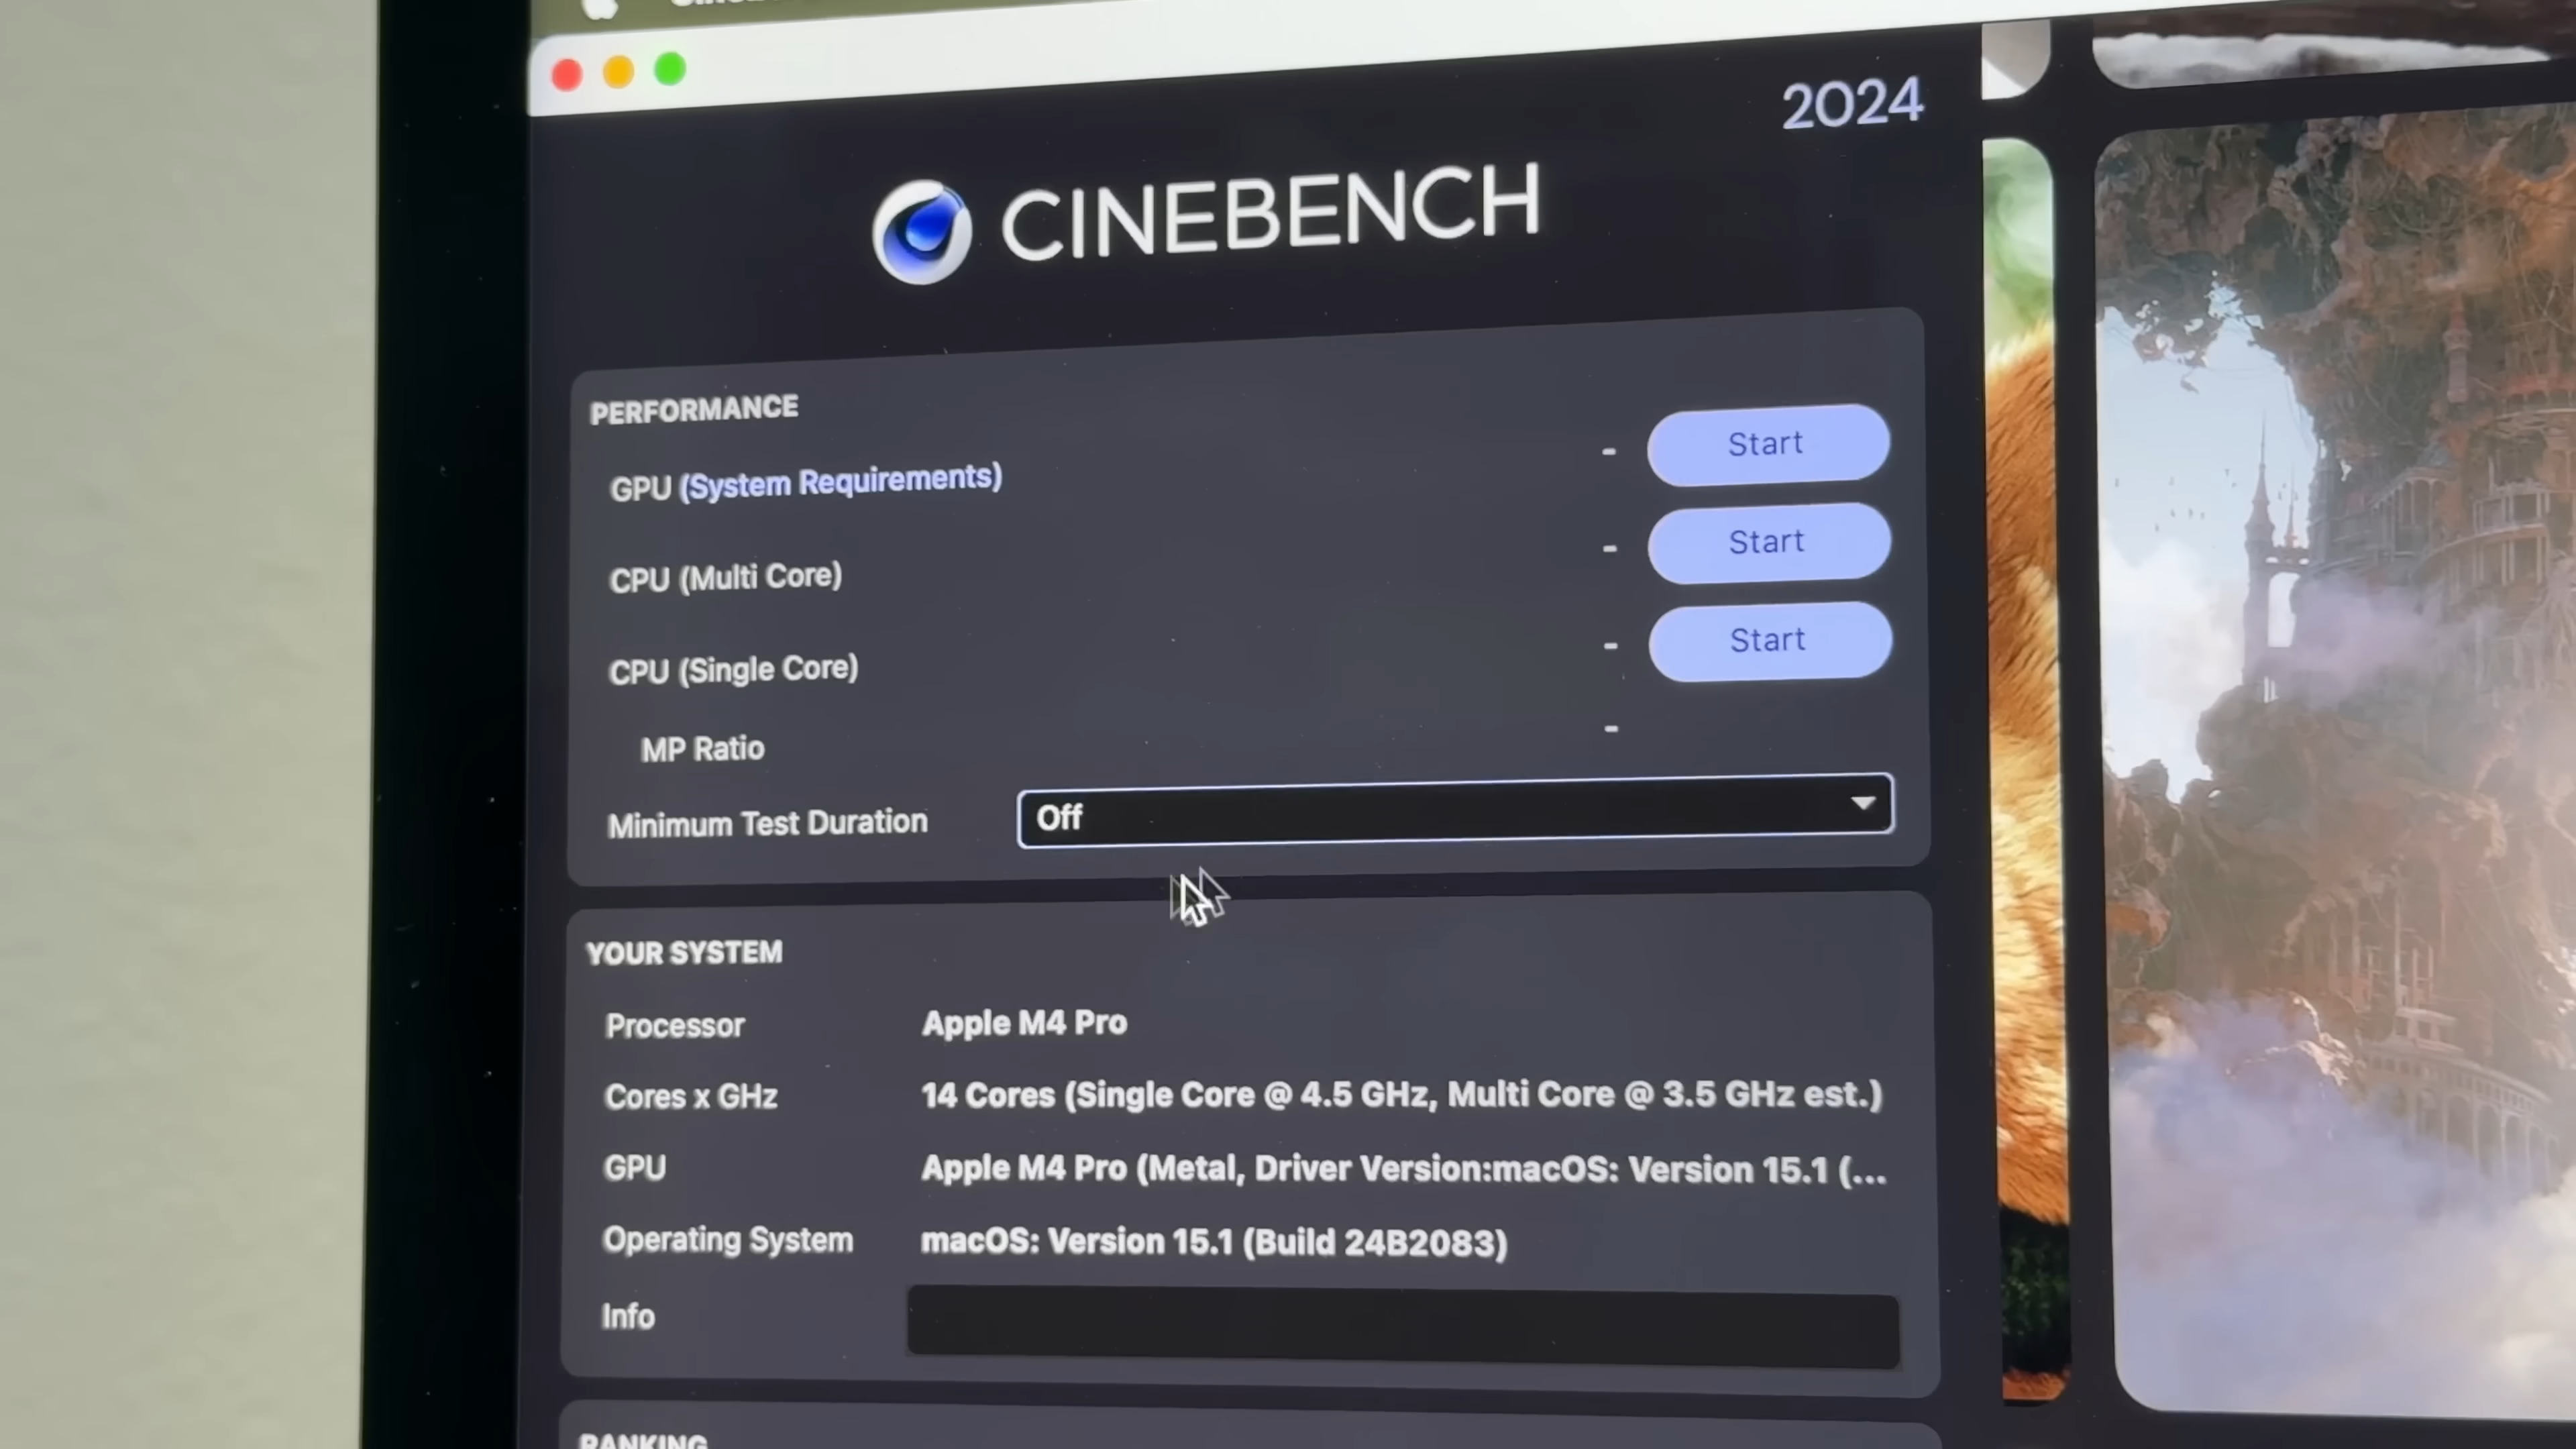 2024
CINEBENCH
PERFORMANCE
GPU (System Requirements) - Start
CPU (Multi Core) - Start
CPU (Single Core) - Start
MP Ratio -
Minimum Test Duration Off
YOUR SYSTEM
Processor Apple M4 Pro
Cores x GHz 14 Cores (Single Core @ 4.5 GHz, Multi Core @ 3.5 GHz est.)
GPU Apple M4 Pro (Metal, Driver Version:macOS: Version 15.1 (...
Operating System macOS: Version 15.1 (Build 24B2083)
Info
RANKING